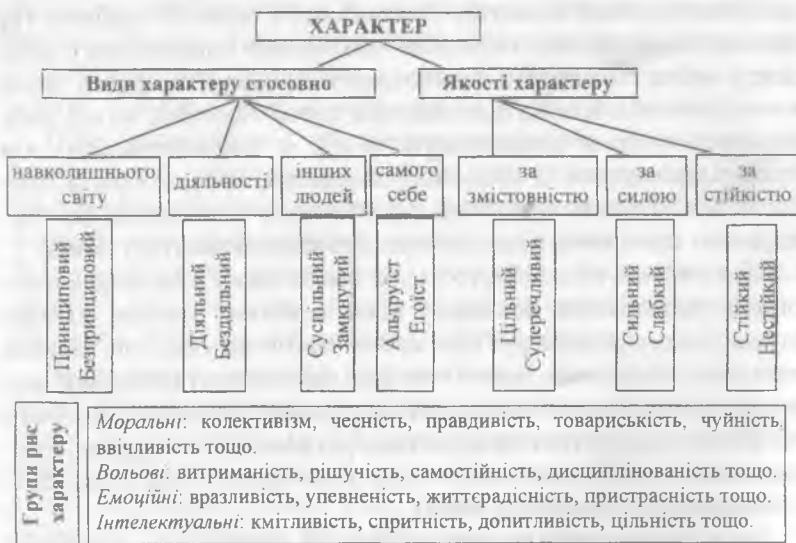 ХАРАКТЕР
Види характеру стосовно
Якості характеру
навколишнього
світу
діяльності
інших
людей
самого
себе
за
змістовністю
за
силою
за
стійкістю
Принциповий
Безпринциповий
Діяльний
Бездіяльний
Суспільний
Замкнутий
Альтруїст
Егоїст
Цільний
Суперечливий
Сильний
Слабкий
Стійкий
Нестійкий
Групи рис
характеру
Моральні: колективізм, чесність, правдивість, товариськість, чуйність,
ввічливість тощо.
Вольові: витриманість, рішучість, самостійність, дисциплінованість тощо.
Емоційні: вразливість, упевненість, життєрадісність, пристрасність тощо.
Інтелектуальні: кмітливість, спритність, допитливість, цільність тощо.